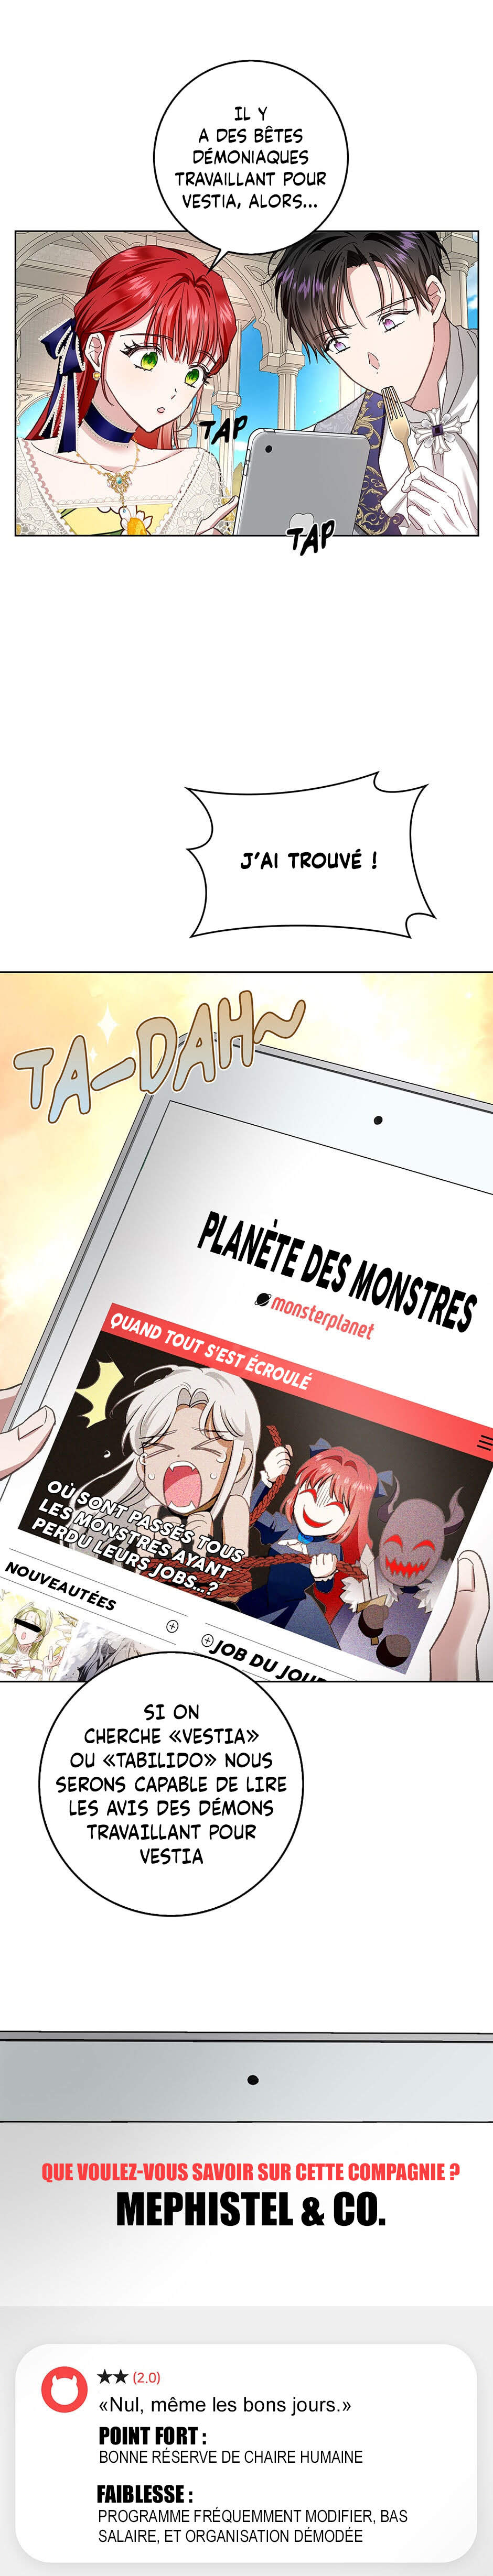 IL Y
A DES BÊTES
DÉMONIAQUES
TRAVAILLANT POUR
VESTIA, ALORS...
TAP
TAP
J'AI TROUVÉ !
TA-DAH~
PLANÈTE DES MONSTRES
monsterplanet
QUAND TOUT S'EST ÉCROULÉ
OÙ SONT PASSÉS TOUS
LES MONSTRES AYANT
PERDU LEURS JOBS...?
NOUVEAUTÉES
JOB DU JOUR
SI ON
CHERCHE «VESTIA»
OU «TABILIDO» NOUS
SERONS CAPABLE DE LIRE
LES AVIS DES DÉMONS
TRAVAILLANT POUR
VESTIA
QUE VOULEZ-VOUS SAVOIR SUR CETTE COMPAGNIE ?
MEPHISTEL & CO.
★★ (2.0)
«Nul, même les bons jours.»
POINT FORT :
BONNE RÉSERVE DE CHAIRE HUMAINE
FAIBLESSE :
PROGRAMME FRÉQUEMMENT MODIFIER, BAS
SALAIRE, ET ORGANISATION DÉMODÉE